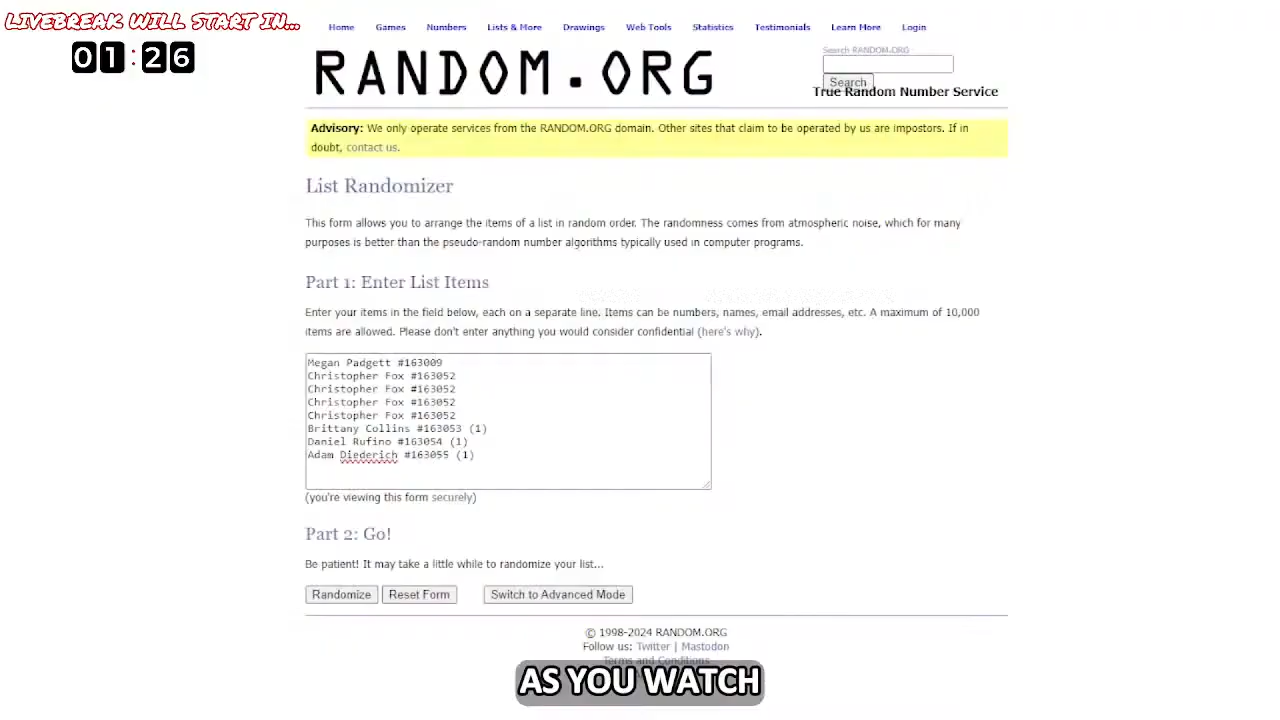 LIVEBREAK WILL START IN...
01:26
Home Games Numbers Lists & More Drawings Web Tools Statistics Testimonials Learn More Login
RANDOM.ORG
Search RANDOM.ORG
Search
True Random Number Service
Advisory: We only operate services from the RANDOM.ORG domain. Other sites that claim to be operated by us are impostors. If in
doubt, contact us.
List Randomizer
This form allows you to arrange the items of a list in random order. The randomness comes from atmospheric noise, which for many
purposes is better than the pseudo-random number algorithms typically used in computer programs.
Part 1: Enter List Items
Enter your items in the field below, each on a separate line. Items can be numbers, names, email addresses, etc. A maximum of 10,000
items are allowed. Please don't enter anything you would consider confidential (here's why).
Megan Padgett #163009
Christopher Fox #163052
Christopher Fox #163052
Christopher Fox #163052
Christopher Fox #163052
Brittany Collins #163053 (1)
Daniel Rufino #163054 (1)
Adam Diederich #163055 (1)
(you're viewing this form securely)
Part 2: Go!
Be patient! It may take a little while to randomize your list...
Randomize Reset Form Switch to Advanced Mode
© 1998-2024 RANDOM.ORG
Follow us: Twitter | Mastodon
Terms and Conditions
AS YOU WATCH